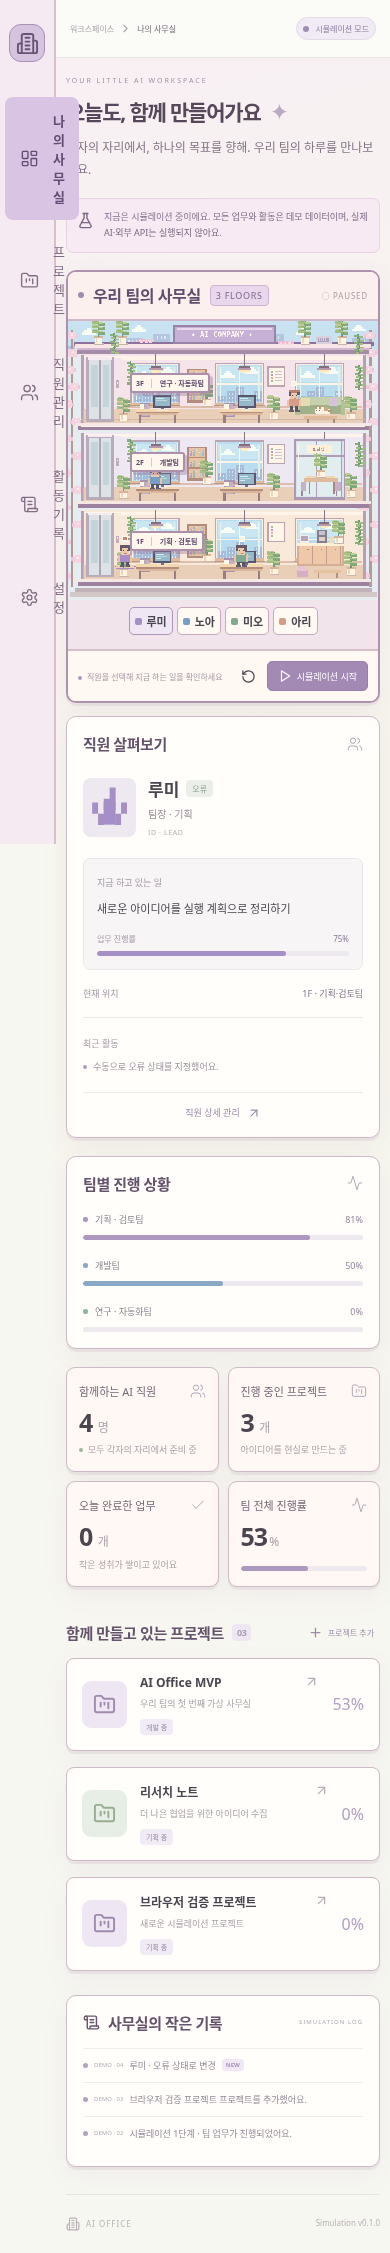 워크스페이스 > 나의 사무실
시뮬레이션 모드
나의 사무실
프로젝트
직원 관리
활동 기록
설정
YOUR LITTLE AI WORKSPACE
오늘도, 함께 만들어가요 ✦
자의 자리에서, 하나의 목표를 향해. 우리 팀의 하루를 만나보
요.
지금은 시뮬레이션 중이에요. 모든 업무와 활동은 데모 데이터이며, 실제
AI·외부 API는 실행되지 않아요.
우리 팀의 사무실 3 FLOORS
PAUSED
AI COMPANY
3F 연구·자동화팀
2F 개발팀
1F 기획·검토팀
루미 노아 미오 아리
직원을 선택해 지금 하는 일을 확인하세요
시뮬레이션 시작
직원 살펴보기
루미 오류
팀장 · 기획
ID · LEAD
지금 하고 있는 일
새로운 아이디어를 실행 계획으로 정리하기
업무 진행률 75%
현재 위치 1F · 기획·검토팀
최근 활동
수동으로 오류 상태를 지정했어요.
직원 상세 관리
팀별 진행 상황
기획 · 검토팀 81%
개발팀 50%
연구 · 자동화팀 0%
함께하는 AI 직원
4 명
모두 각자의 자리에서 준비 중
진행 중인 프로젝트
3 개
아이디어를 현실로 만드는 중
오늘 완료한 업무
0 개
작은 성취가 쌓이고 있어요
팀 전체 진행률
53%
함께 만들고 있는 프로젝트 03
+ 프로젝트 추가
AI Office MVP
우리 팀의 첫 번째 가상 사무실
개발 중
53%
리서치 노트
더 나은 협업을 위한 아이디어 수집
기획 중
0%
브라우저 검증 프로젝트
새로운 시뮬레이션 프로젝트
기획 중
0%
사무실의 작은 기록
SIMULATION LOG
DEMO · 04 루미 · 오류 상태로 변경 NEW
DEMO · 03 브라우저 검증 프로젝트 프로젝트를 추가했어요.
DEMO · 02 시뮬레이션 1단계 · 팀 업무가 진행되었어요.
AI OFFICE
Simulation v0.1.0